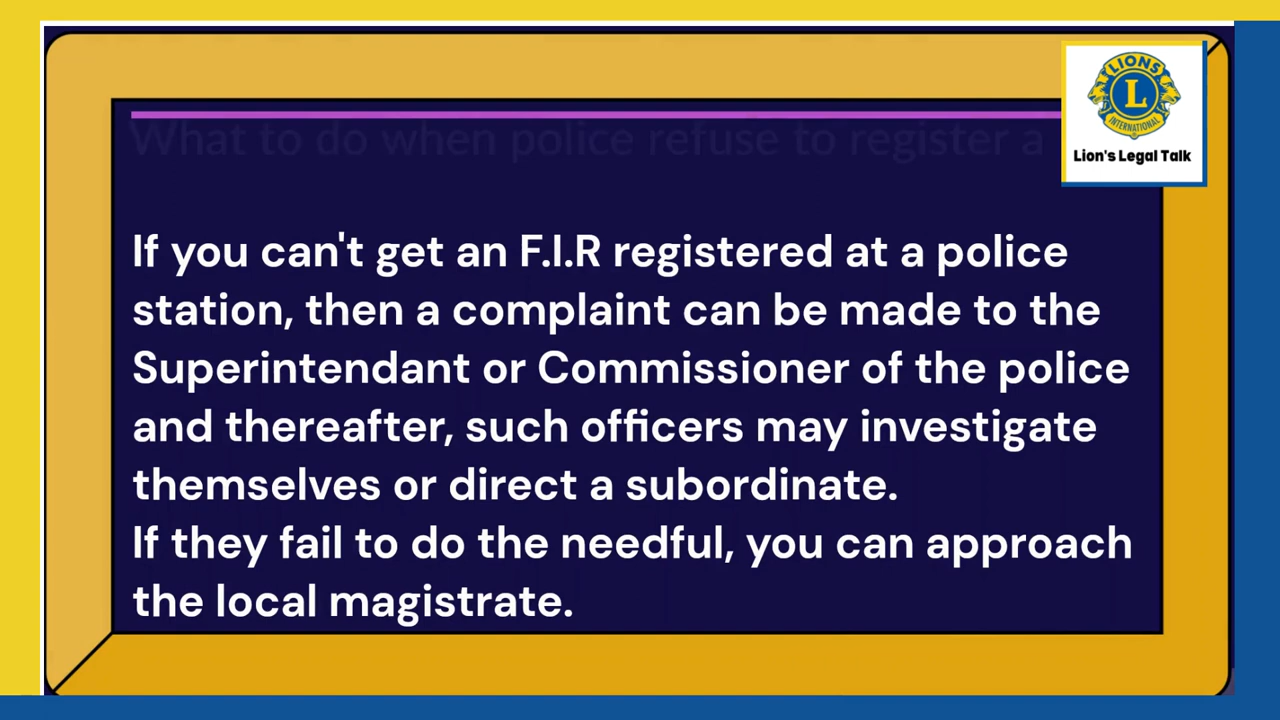 What to do when police refuse to register a
LIONS
L
INTERNATIONAL
Lion's Legal Talk
If you can't get an F.I.R registered at a police
station, then a complaint can be made to the
Superintendant or Commissioner of the police
and thereafter, such officers may investigate
themselves or direct a subordinate.
If they fail to do the needful, you can approach
the local magistrate.